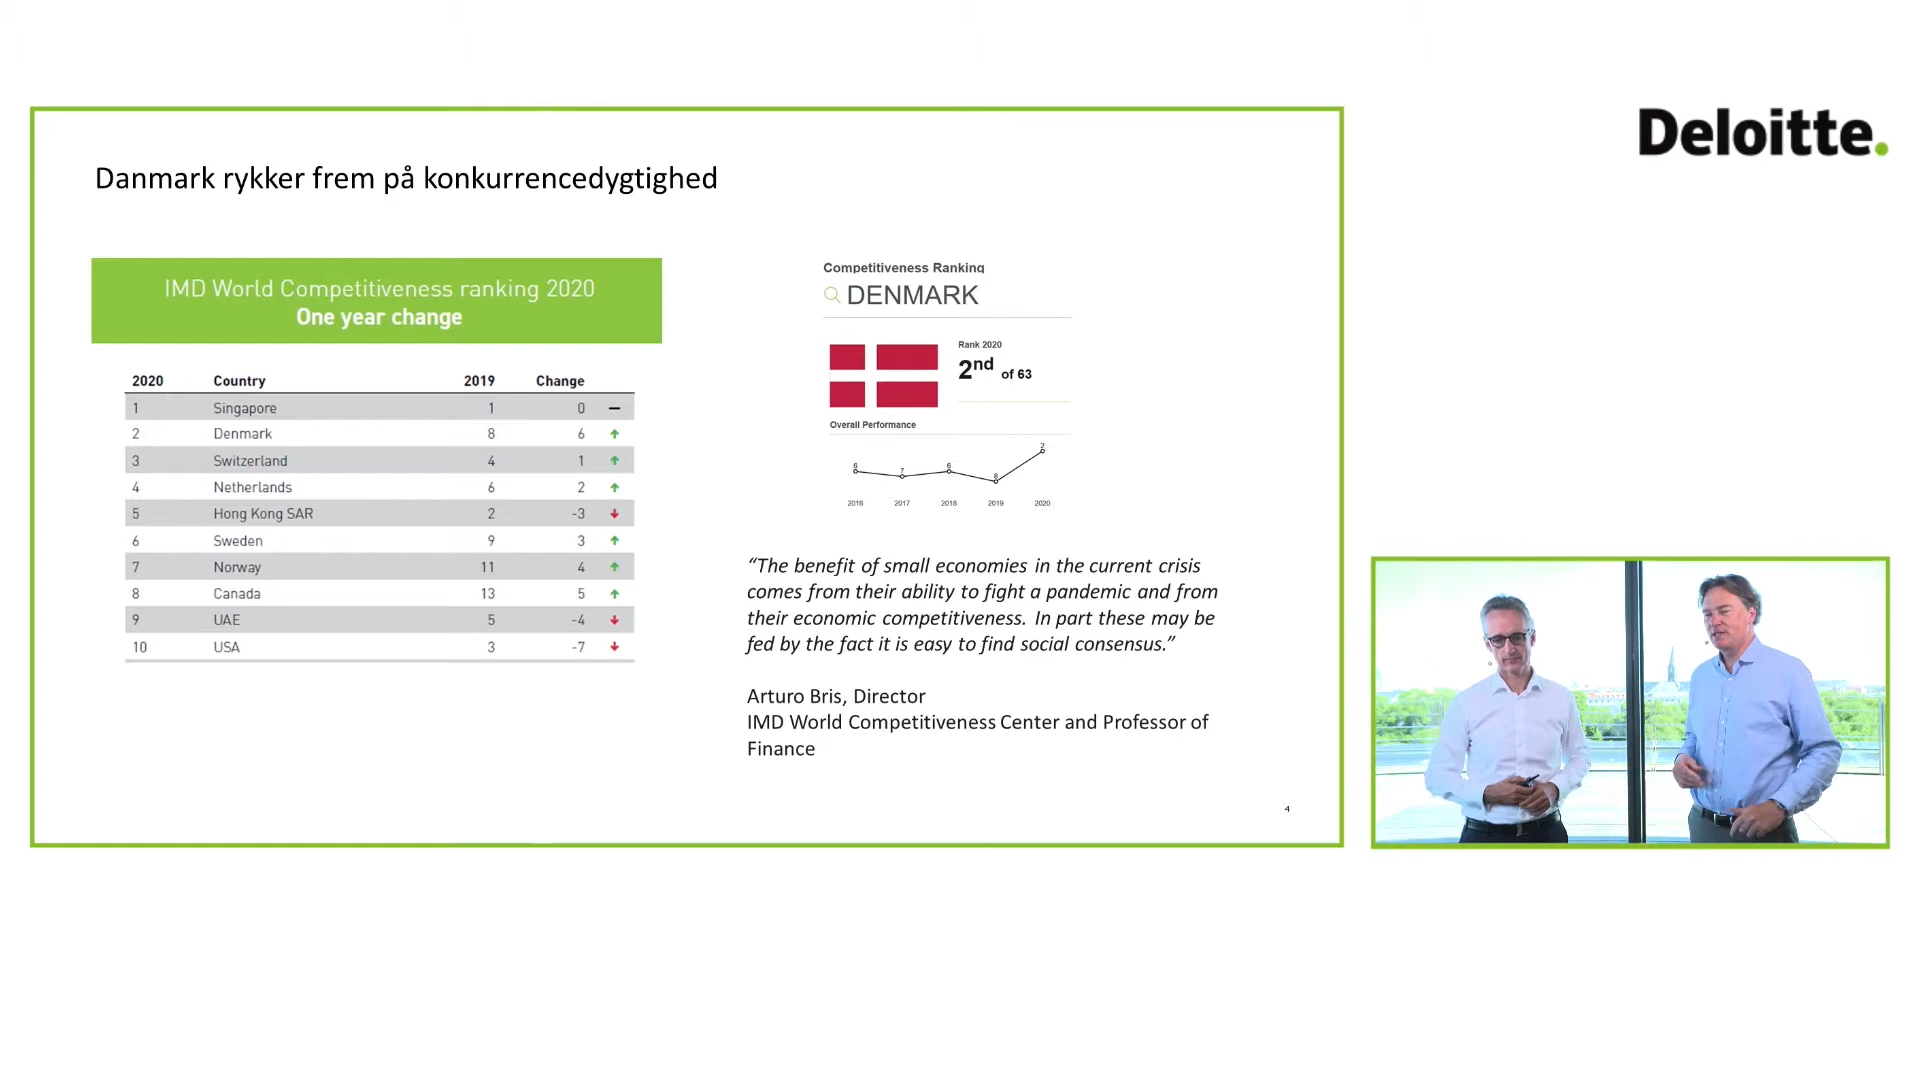 Deloitte.
Danmark rykker frem på konkurrencedygtighed
IMD World Competitiveness ranking 2020
One year change
2020 Country 2019 Change
1 Singapore 1 0 –
2 Denmark 8 6 ↑
3 Switzerland 4 1 ↑
4 Netherlands 6 2 ↑
5 Hong Kong SAR 2 -3 ↓
6 Sweden 9 3 ↑
7 Norway 11 4 ↑
8 Canada 13 5 ↑
9 UAE 5 -4 ↓
10 USA 3 -7 ↓
Competitiveness Ranking
DENMARK
Rank 2020
2nd of 63
Overall Performance
6 7 6 8 2
2016 2017 2018 2019 2020
“The benefit of small economies in the current crisis
comes from their ability to fight a pandemic and from
their economic competitiveness. In part these may be
fed by the fact it is easy to find social consensus.”
Arturo Bris, Director
IMD World Competitiveness Center and Professor of
Finance
4